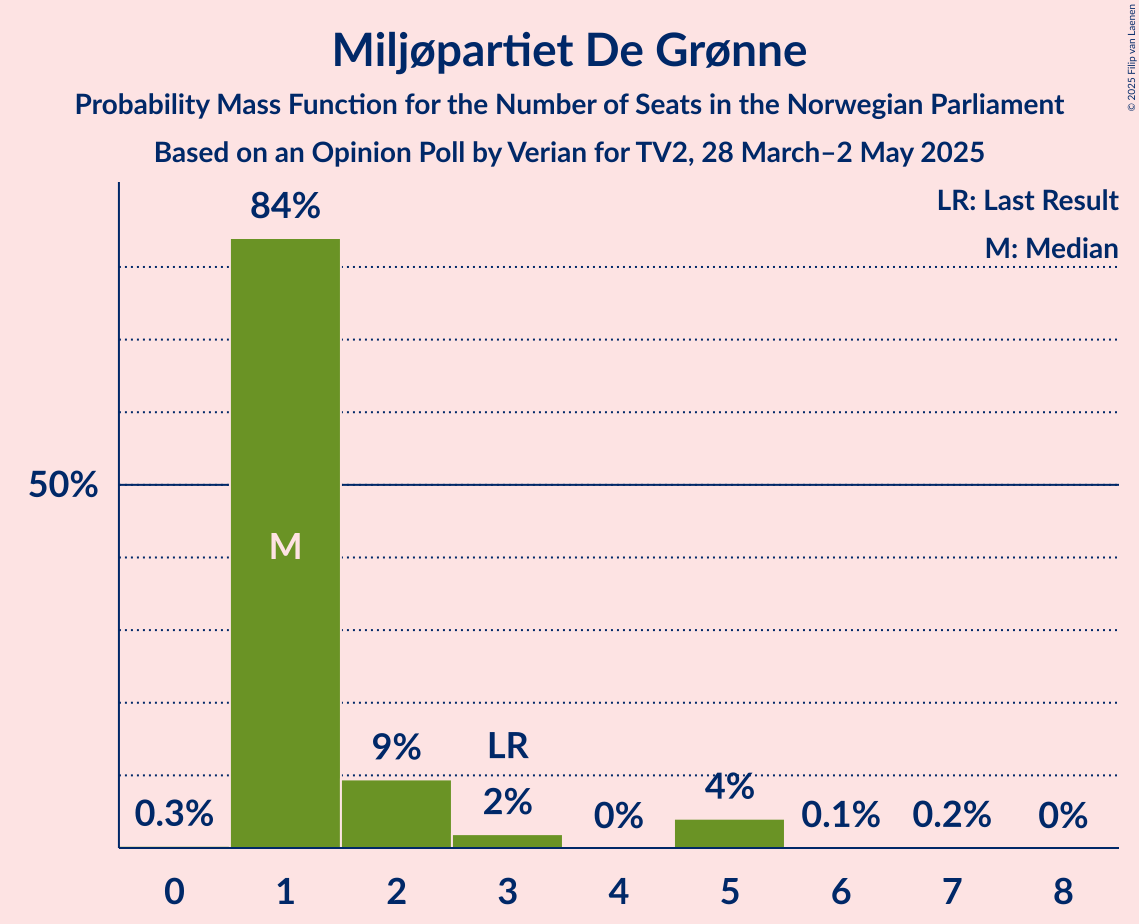 Miljøpartiet De Grønne
Probability Mass Function for the Number of Seats in the Norwegian Parliament
Based on an Opinion Poll by Verian for TV2, 28 March–2 May 2025
© 2025 Filip van Laenen
LR: Last Result
M: Median
84%
50%
M
9%
LR
0.3%
2%
0%
4%
0.1%
0.2%
0%
0 1 2 3 4 5 6 7 8